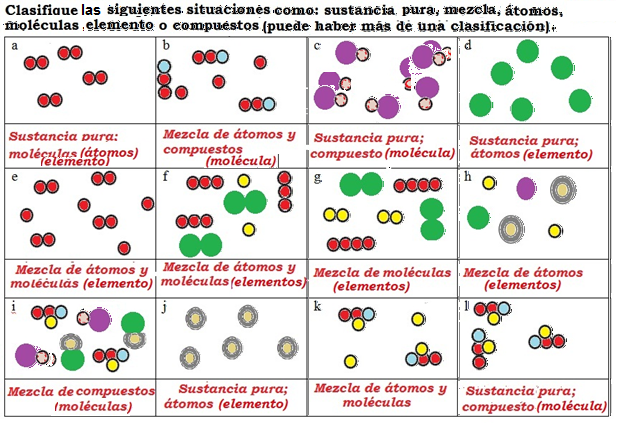 Clasifique las siguientes situaciones como: sustancia pura, mezcla, átomos,
moléculas elemento o compuestos (puede haber más de una clasificación).
a
b
c
d
Sustancia pura:
moléculas (átomos)
(elemento)
Mezcla de átomos y
compuestos
(molécula)
Sustancia pura;
compuesto (molécula)
Sustancia pura;
átomos (elemento)
e
f
g
h
Mezcla de átomos y
moléculas (elemento)
Mezcla de átomos y
moléculas (elementos)
Mezcla de moléculas
(elementos)
Mezcla de átomos
(elementos)
i
j
k
l
Mezcla de compuestos
(moléculas)
Sustancia pura;
átomos (elemento)
Mezcla de átomos y
moléculas
Sustancia pura;
compuesto (molécula)